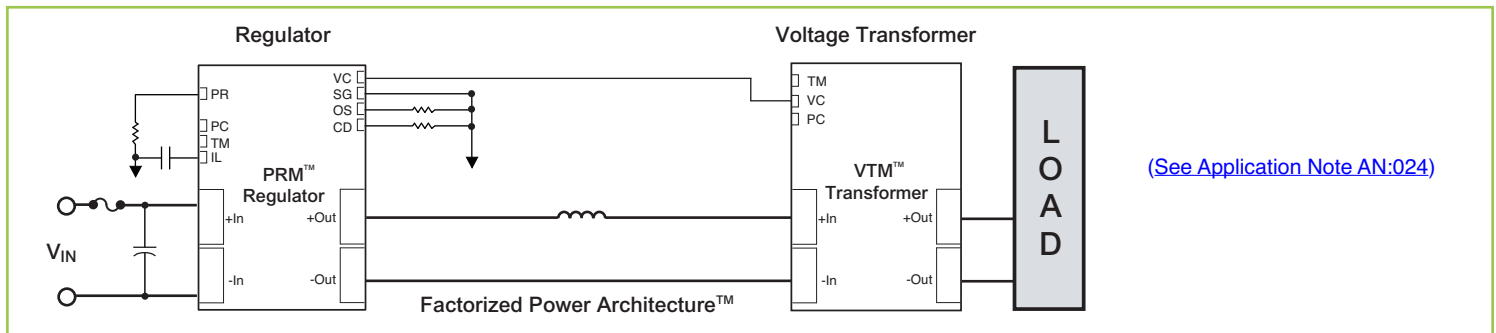 Regulator
Voltage Transformer
PR
PC
TM
IL
VC
SG
OS
CD
PRM™
Regulator
+In
-In
+Out
-Out
VIN
Factorized Power Architecture™
TM
VC
PC
VTM™
Transformer
+In
-In
+Out
-Out
L
O
A
D
(See Application Note AN:024)